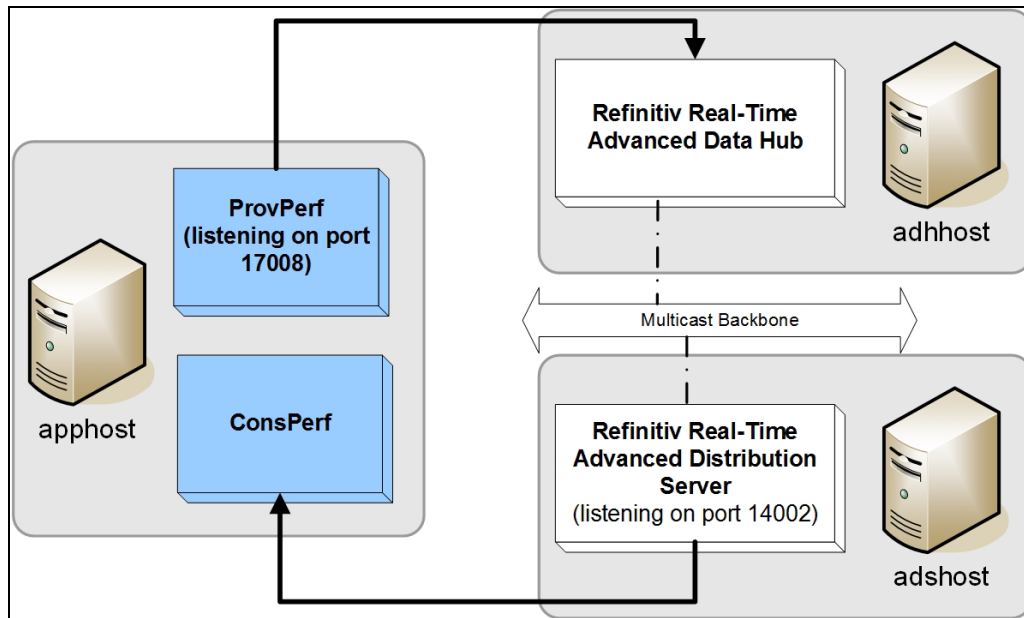 ProvPerf
(listening on port
17008)
ConsPerf
apphost
Refinitiv Real-Time
Advanced Data Hub
adhhost
Multicast Backbone
Refinitiv Real-Time
Advanced Distribution
Server
(listening on port 14002)
adshost